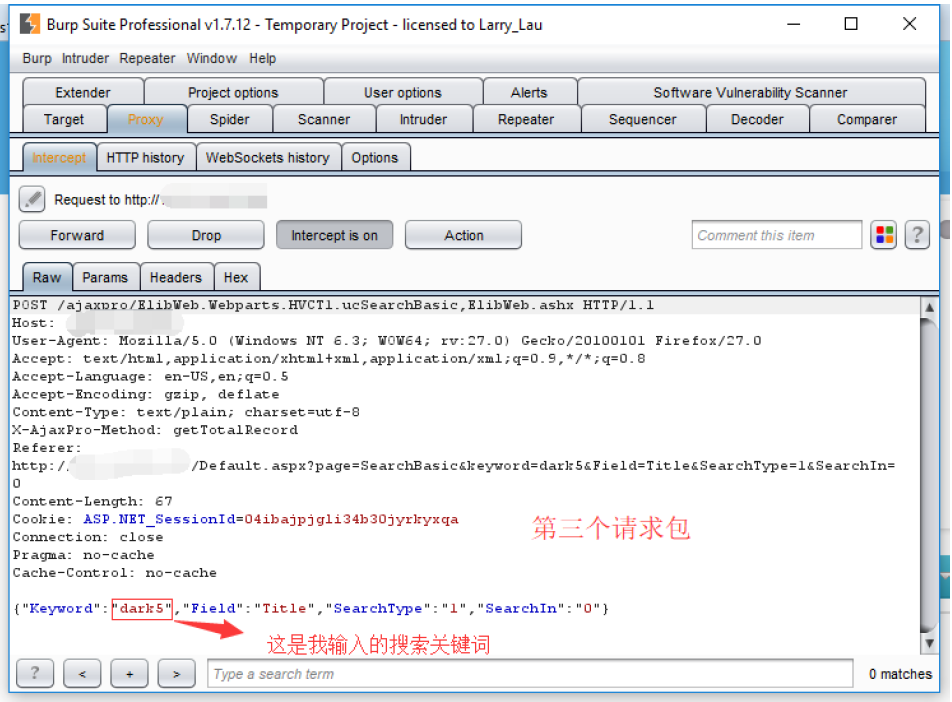 Burp Suite Professional v1.7.12 - Temporary Project - licensed to Larry_Lau
Burp Intruder Repeater Window Help
Extender Project options User options Alerts Software Vulnerability Scanner
Target Proxy Spider Scanner Intruder Repeater Sequencer Decoder Comparer
Intercept HTTP history WebSockets history Options
Request to http://
Forward Drop Intercept is on Action Comment this item ?
Raw Params Headers Hex
POST /ajaxpro/ElibWeb.Webparts.HVCT1.ucSearchBasic,ElibWeb.ashx HTTP/1.1
Host:
User-Agent: Mozilla/5.0 (Windows NT 6.3; WOW64; rv:27.0) Gecko/20100101 Firefox/27.0
Accept: text/html,application/xhtml+xml,application/xml;q=0.9,*/*;q=0.8
Accept-Language: en-US,en;q=0.5
Accept-Encoding: gzip, deflate
Content-Type: text/plain; charset=utf-8
X-AjaxPro-Method: getTotalRecord
Referer:
http:/ /Default.aspx?page=SearchBasic&keyword=dark5&Field=Title&SearchType=1&SearchIn=
0
Content-Length: 67
Cookie: ASP.NET_SessionId=04ibajpjgli34b30jyrkyxqa
第三个请求包
Connection: close
Pragma: no-cache
Cache-Control: no-cache
{"Keyword":"dark5","Field":"Title","SearchType":"1","SearchIn":"0"}
这是我输入的搜索关键词
? < + > Type a search term 0 matches